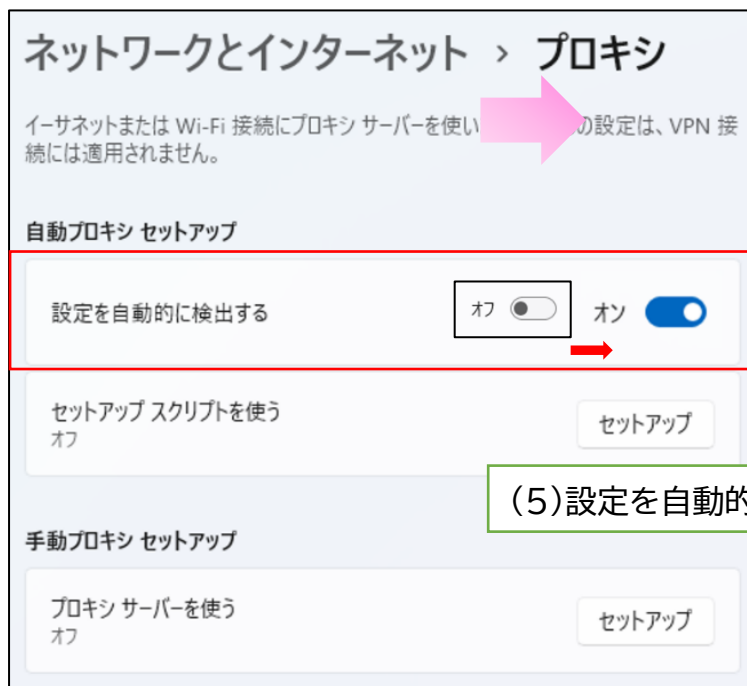 ネットワークとインターネット › プロキシ
イーサネットまたは Wi-Fi 接続にプロキシ サーバーを使い の設定は、VPN 接
続には適用されません。
自動プロキシ セットアップ
設定を自動的に検出する オフ オン
セットアップ スクリプトを使う
オフ
セットアップ
(5)設定を自動的
手動プロキシ セットアップ
プロキシ サーバーを使う
オフ
セットアップ